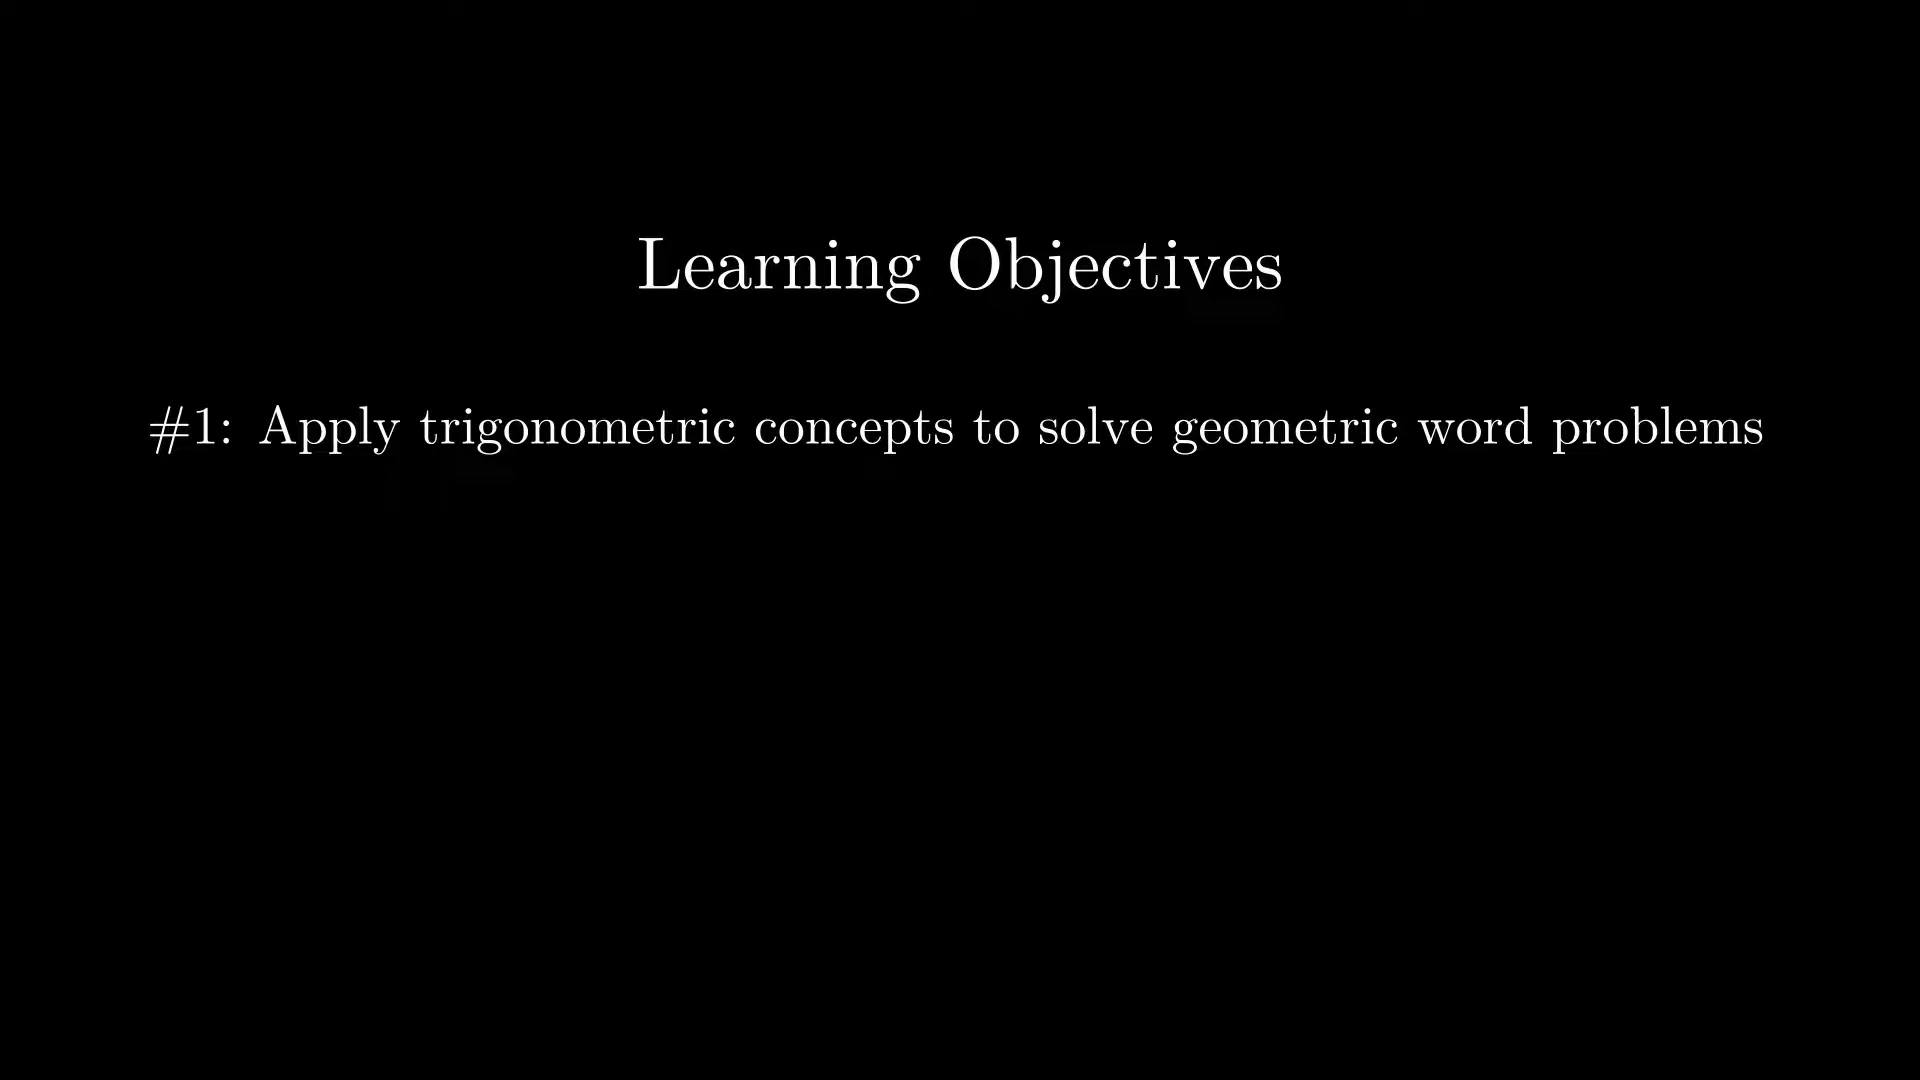 Learning Objectives
#1: Apply trigonometric concepts to solve geometric word problems